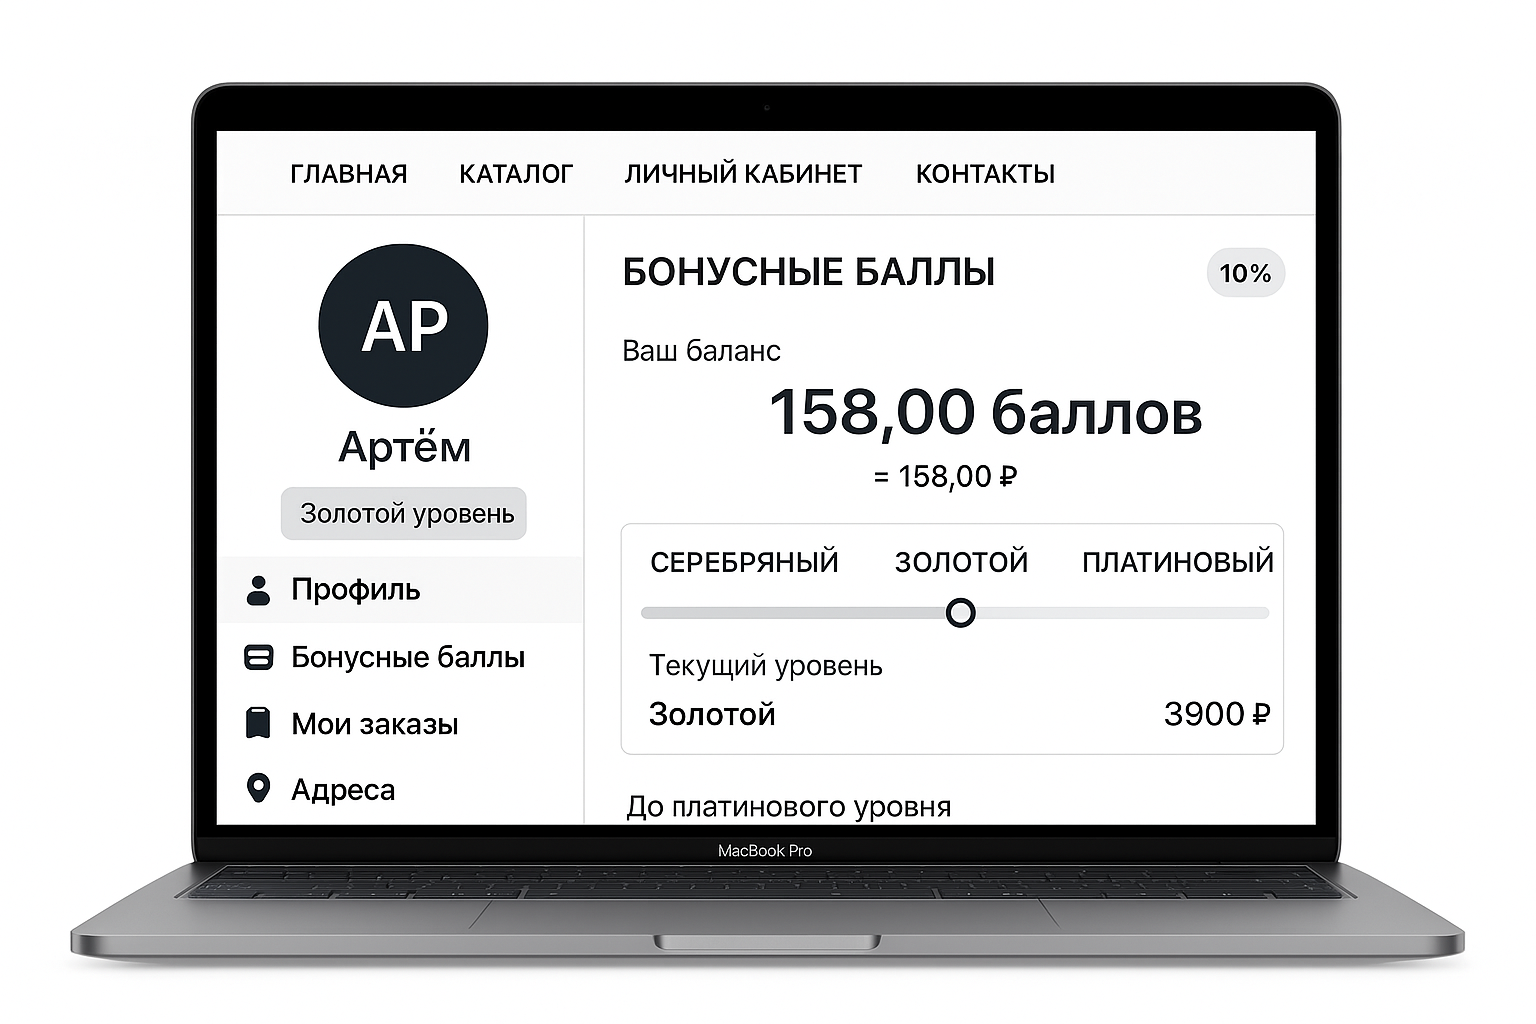 ГЛАВНАЯ КАТАЛОГ ЛИЧНЫЙ КАБИНЕТ КОНТАКТЫ
АР
Артём
Золотой уровень
Профиль
Бонусные баллы
Мои заказы
Адреса
БОНУСНЫЕ БАЛЛЫ 10%
Ваш баланс
158,00 баллов
= 158,00 ₽
СЕРЕБРЯНЫЙ ЗОЛОТОЙ ПЛАТИНОВЫЙ
Текущий уровень
Золотой 3900 ₽
До платинового уровня
MacBook Pro